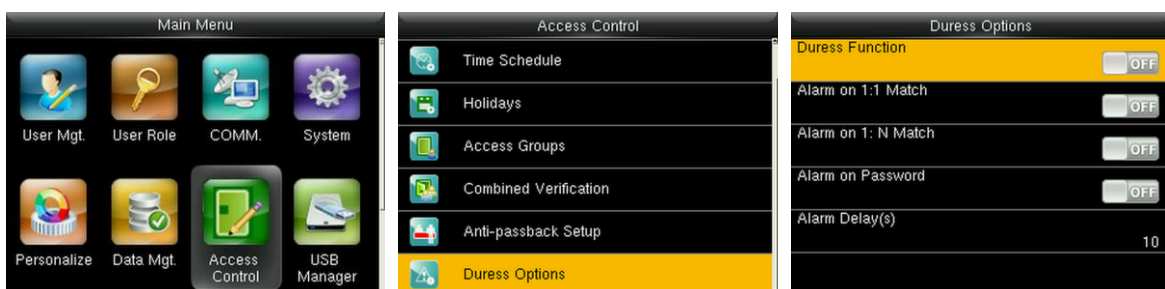 Main Menu
User Mgt.
User Role
COMM.
System
Personalize
Data Mgt.
Access
Control
USB
Manager
Access Control
Time Schedule
Holidays
Access Groups
Combined Verification
Anti-passback Setup
Duress Options
Duress Options
Duress Function
OFF
Alarm on 1:1 Match
OFF
Alarm on 1: N Match
OFF
Alarm on Password
OFF
Alarm Delay(s)
10